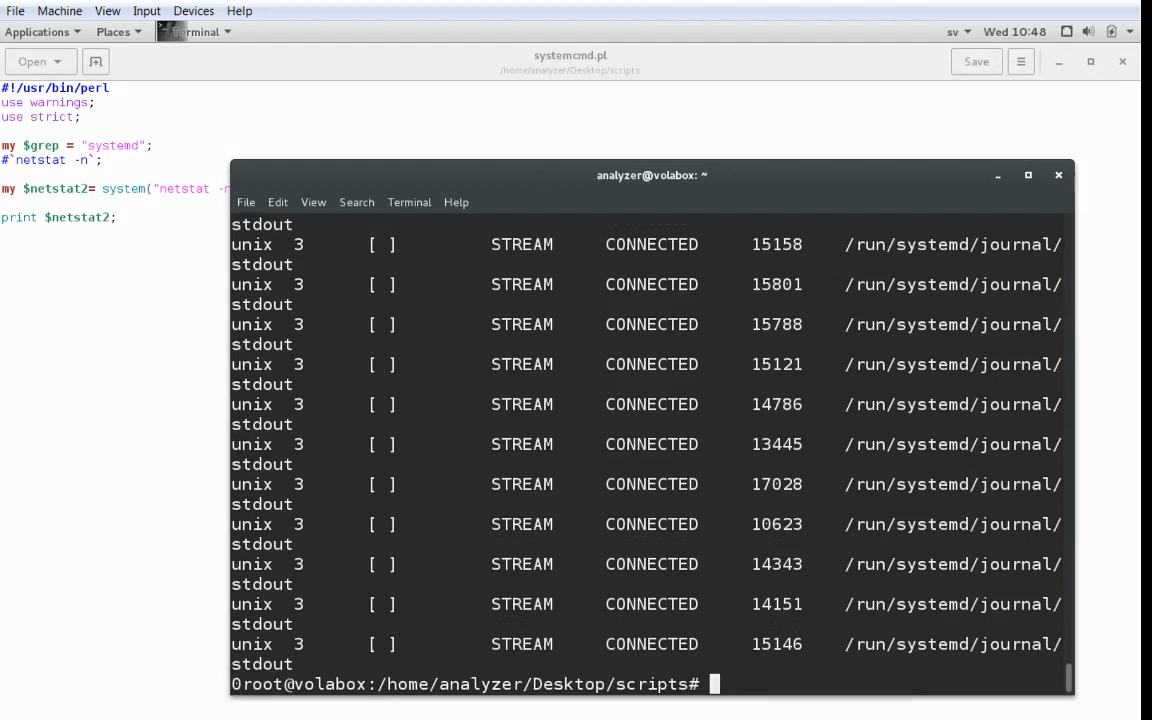 File Machine View Input Devices Help
Applications Places Terminal sv Wed 10:48
Open systemcmd.pl Save
/home/analyzer/Desktop/scripts
#!/usr/bin/perl
use warnings;
use strict;
my $grep = "systemd";
#`netstat -n`;
my $netstat2= system("netstat -n
print $netstat2;
analyzer@volabox: ~
File Edit View Search Terminal Help
stdout
unix 3 [ ] STREAM CONNECTED 15158 /run/systemd/journal/
stdout
unix 3 [ ] STREAM CONNECTED 15801 /run/systemd/journal/
stdout
unix 3 [ ] STREAM CONNECTED 15788 /run/systemd/journal/
stdout
unix 3 [ ] STREAM CONNECTED 15121 /run/systemd/journal/
stdout
unix 3 [ ] STREAM CONNECTED 14786 /run/systemd/journal/
stdout
unix 3 [ ] STREAM CONNECTED 13445 /run/systemd/journal/
stdout
unix 3 [ ] STREAM CONNECTED 17028 /run/systemd/journal/
stdout
unix 3 [ ] STREAM CONNECTED 10623 /run/systemd/journal/
stdout
unix 3 [ ] STREAM CONNECTED 14343 /run/systemd/journal/
stdout
unix 3 [ ] STREAM CONNECTED 14151 /run/systemd/journal/
stdout
unix 3 [ ] STREAM CONNECTED 15146 /run/systemd/journal/
stdout
0root@volabox:/home/analyzer/Desktop/scripts#